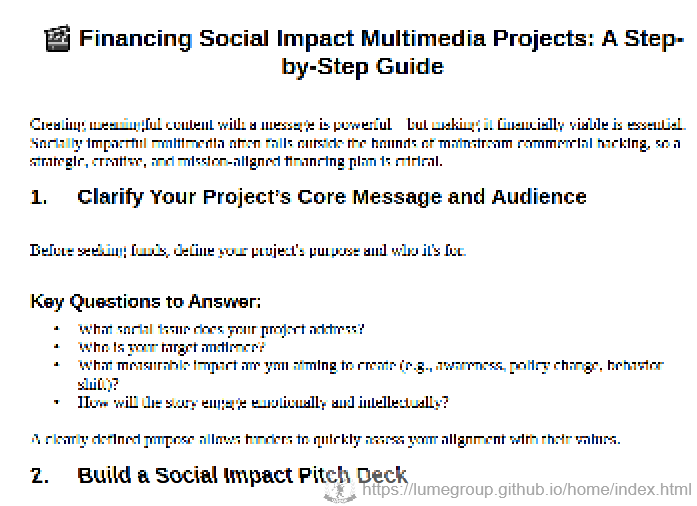 🎬 Financing Social Impact Multimedia Projects: A Step-
by-Step Guide
Creating meaningful content with a message is powerful but making it financially viable is essential.
Socially impactful multimedia often falls outside the bounds of mainstream commercial backing, so a
strategic, creative, and mission-aligned financing plan is critical.
1. Clarify Your Project's Core Message and Audience
Before seeking funds, define your project's purpose and who it's for.
Key Questions to Answer:
• What social issue does your project address?
• Who is your target audience?
• What measurable impact are you aiming to create (e.g., awareness, policy change, behavior
shift)?
• How will the story engage emotionally and intellectually?
A clearly defined purpose allows funders to quickly assess your alignment with their values.
2. Build a Social Impact Pitch Deck
https://lumegroup.github.io/home/index.html